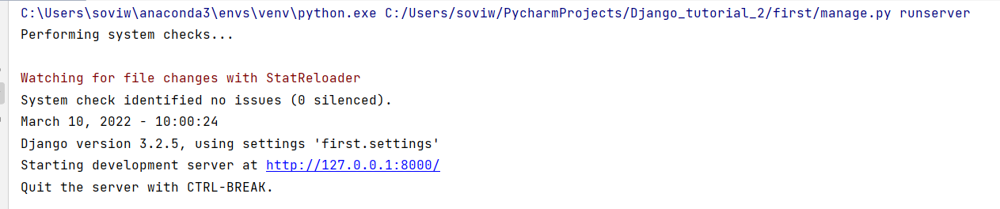 C:\Users\soviw\anaconda3\envs\venv\python.exe C:/Users/soviw/PycharmProjects/Django_tutorial_2/first/manage.py runserver
Performing system checks...
Watching for file changes with StatReloader
System check identified no issues (0 silenced).
March 10, 2022 - 10:00:24
Django version 3.2.5, using settings 'first.settings'
Starting development server at http://127.0.0.1:8000/
Quit the server with CTRL-BREAK.